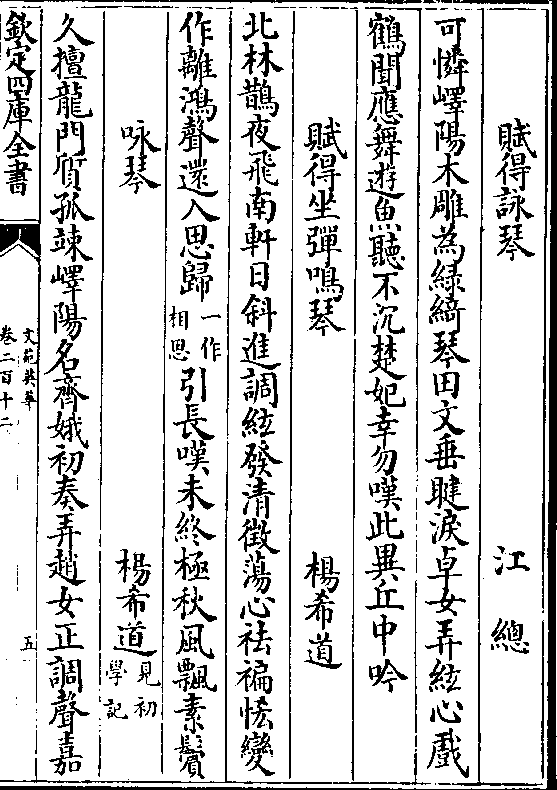 賦得詠琴　江總
可憐嶧陽木雕為緑綺琴田文垂睫淚卓女弄絃心戲
鶴聞應舞遊魚聽不沉楚妃幸勿嘆此異丘中吟
賦得坐彈鳴琴　楊希道
北林鵲夜飛南軒日斜進調絃發清徵蕩心祛褊悋變
作離鴻聲還入思歸一作相思引長嘆未終極秋風飄素鬢
咏琴　楊希道見初學記
久擅龍門質孤竦嶧陽名齊娥初奏弄趙女正調聲嘉
欽定四庫全書
文苑英華
卷二百十二
五